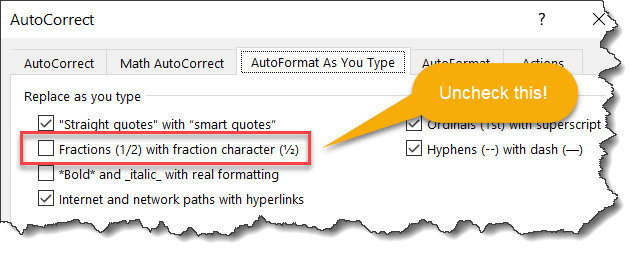 AutoCorrect ? ×
AutoCorrect Math AutoCorrect AutoFormat As You Type AutoFormat Actions
Uncheck this!
Replace as you type
"Straight quotes" with “smart quotes” Ordinals (1st) with superscript
Fractions (1/2) with fraction character (½) Hyphens (--) with dash (—)
*Bold* and _italic_ with real formatting
Internet and network paths with hyperlinks